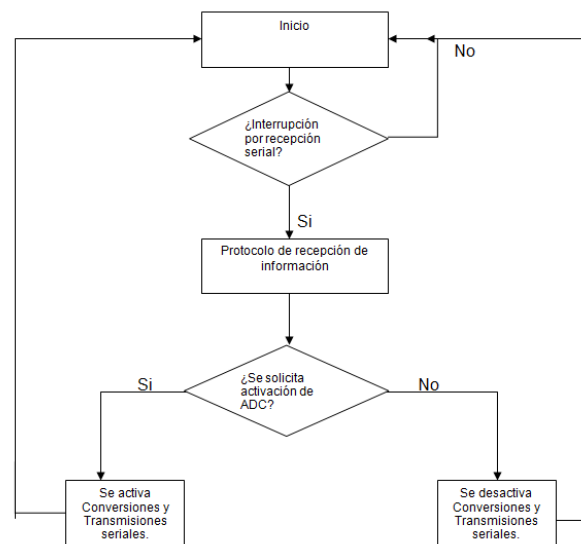 Inicio
No
¿Interrupción
por recepción
serial?
Si
Protocolo de recepción de
información
¿Se solicita
activación de
ADC?
Si
No
Se activa
Conversiones y
Transmisiones
seriales.
Se desactiva
Conversiones y
Transmisiones
seriales.